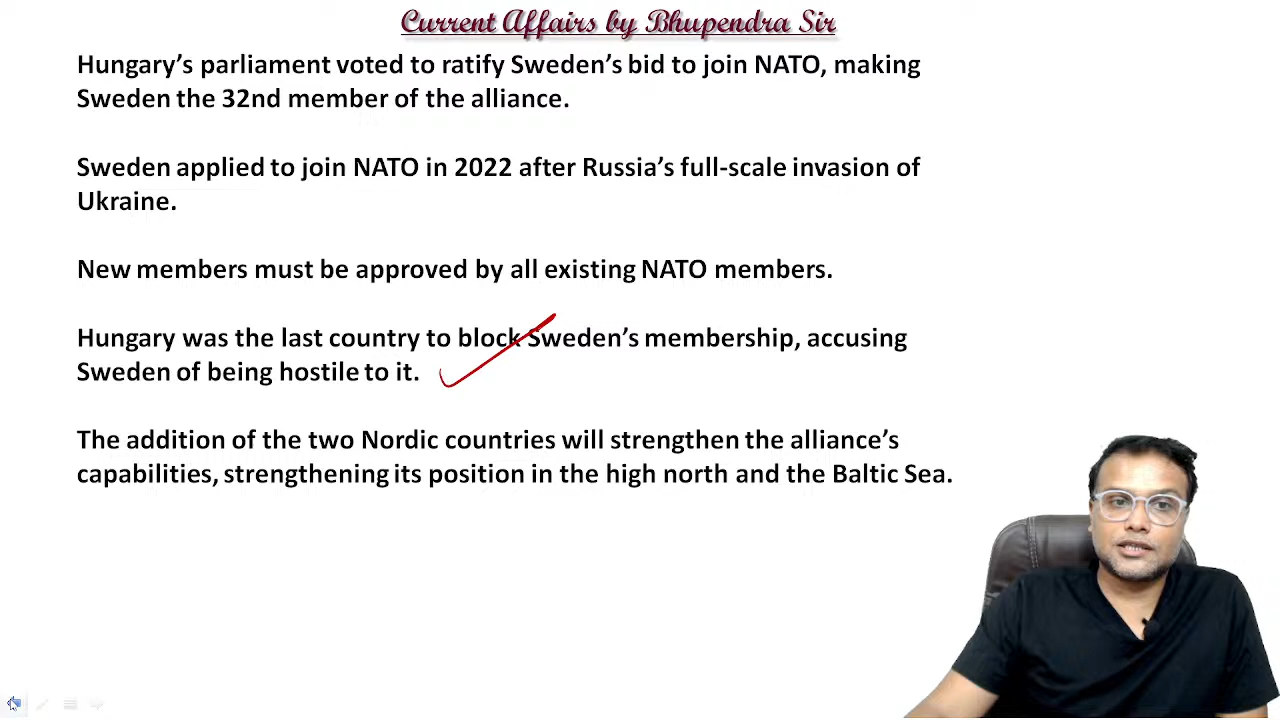 Current Affairs by Bhupendra Sir
Hungary’s parliament voted to ratify Sweden’s bid to join NATO, making
Sweden the 32nd member of the alliance.
Sweden applied to join NATO in 2022 after Russia’s full-scale invasion of
Ukraine.
New members must be approved by all existing NATO members.
Hungary was the last country to block Sweden’s membership, accusing
Sweden of being hostile to it.
The addition of the two Nordic countries will strengthen the alliance’s
capabilities, strengthening its position in the high north and the Baltic Sea.